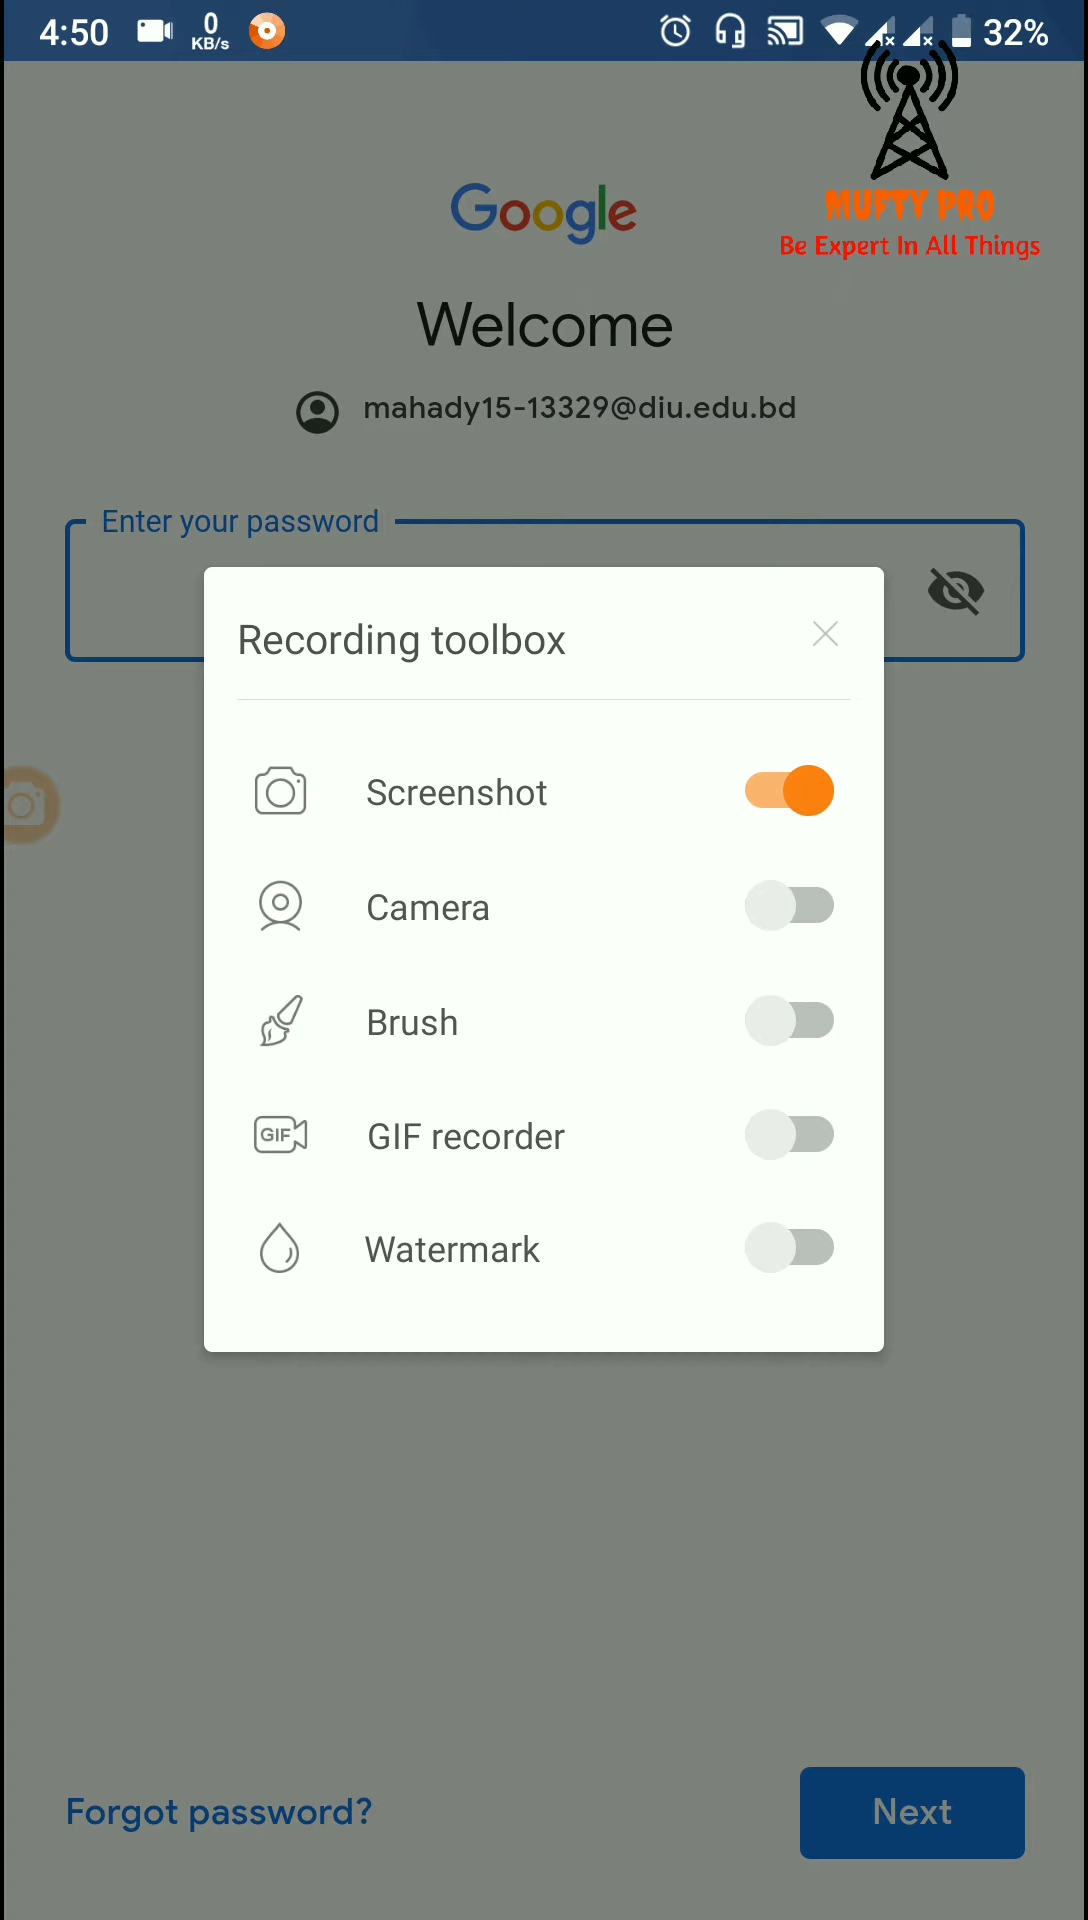 4:50
0
KB/s
32%
MUFTY PRO
Be Expert In All Things
Google
Welcome
mahady15-13329@diu.edu.bd
Enter your password
Recording toolbox
Screenshot
Camera
Brush
GIF
GIF recorder
Watermark
Forgot password?
Next